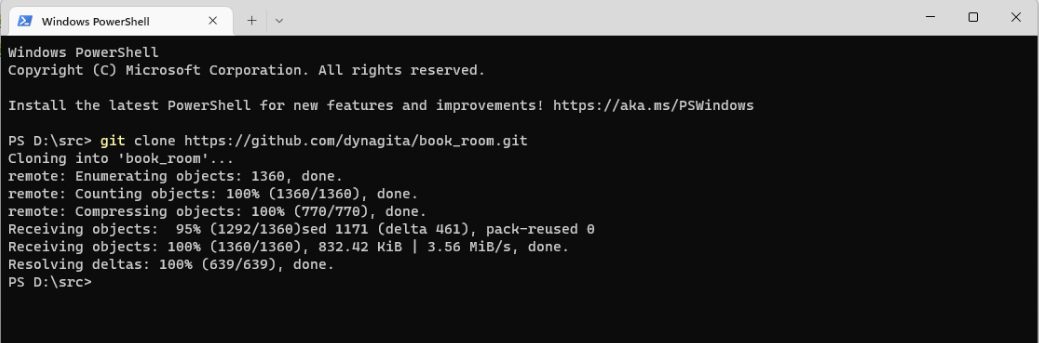 Windows PowerShell
Windows PowerShell
Copyright (C) Microsoft Corporation. All rights reserved.
Install the latest PowerShell for new features and improvements! https://aka.ms/PSWindows
PS D:\src> git clone https://github.com/dynagita/book_room.git
Cloning into 'book_room'...
remote: Enumerating objects: 1360, done.
remote: Counting objects: 100% (1360/1360), done.
remote: Compressing objects: 100% (770/770), done.
Receiving objects:  95% (1292/1360)sed 1171 (delta 461), pack-reused 0
Receiving objects: 100% (1360/1360), 832.42 KiB | 3.56 MiB/s, done.
Resolving deltas: 100% (639/639), done.
PS D:\src>